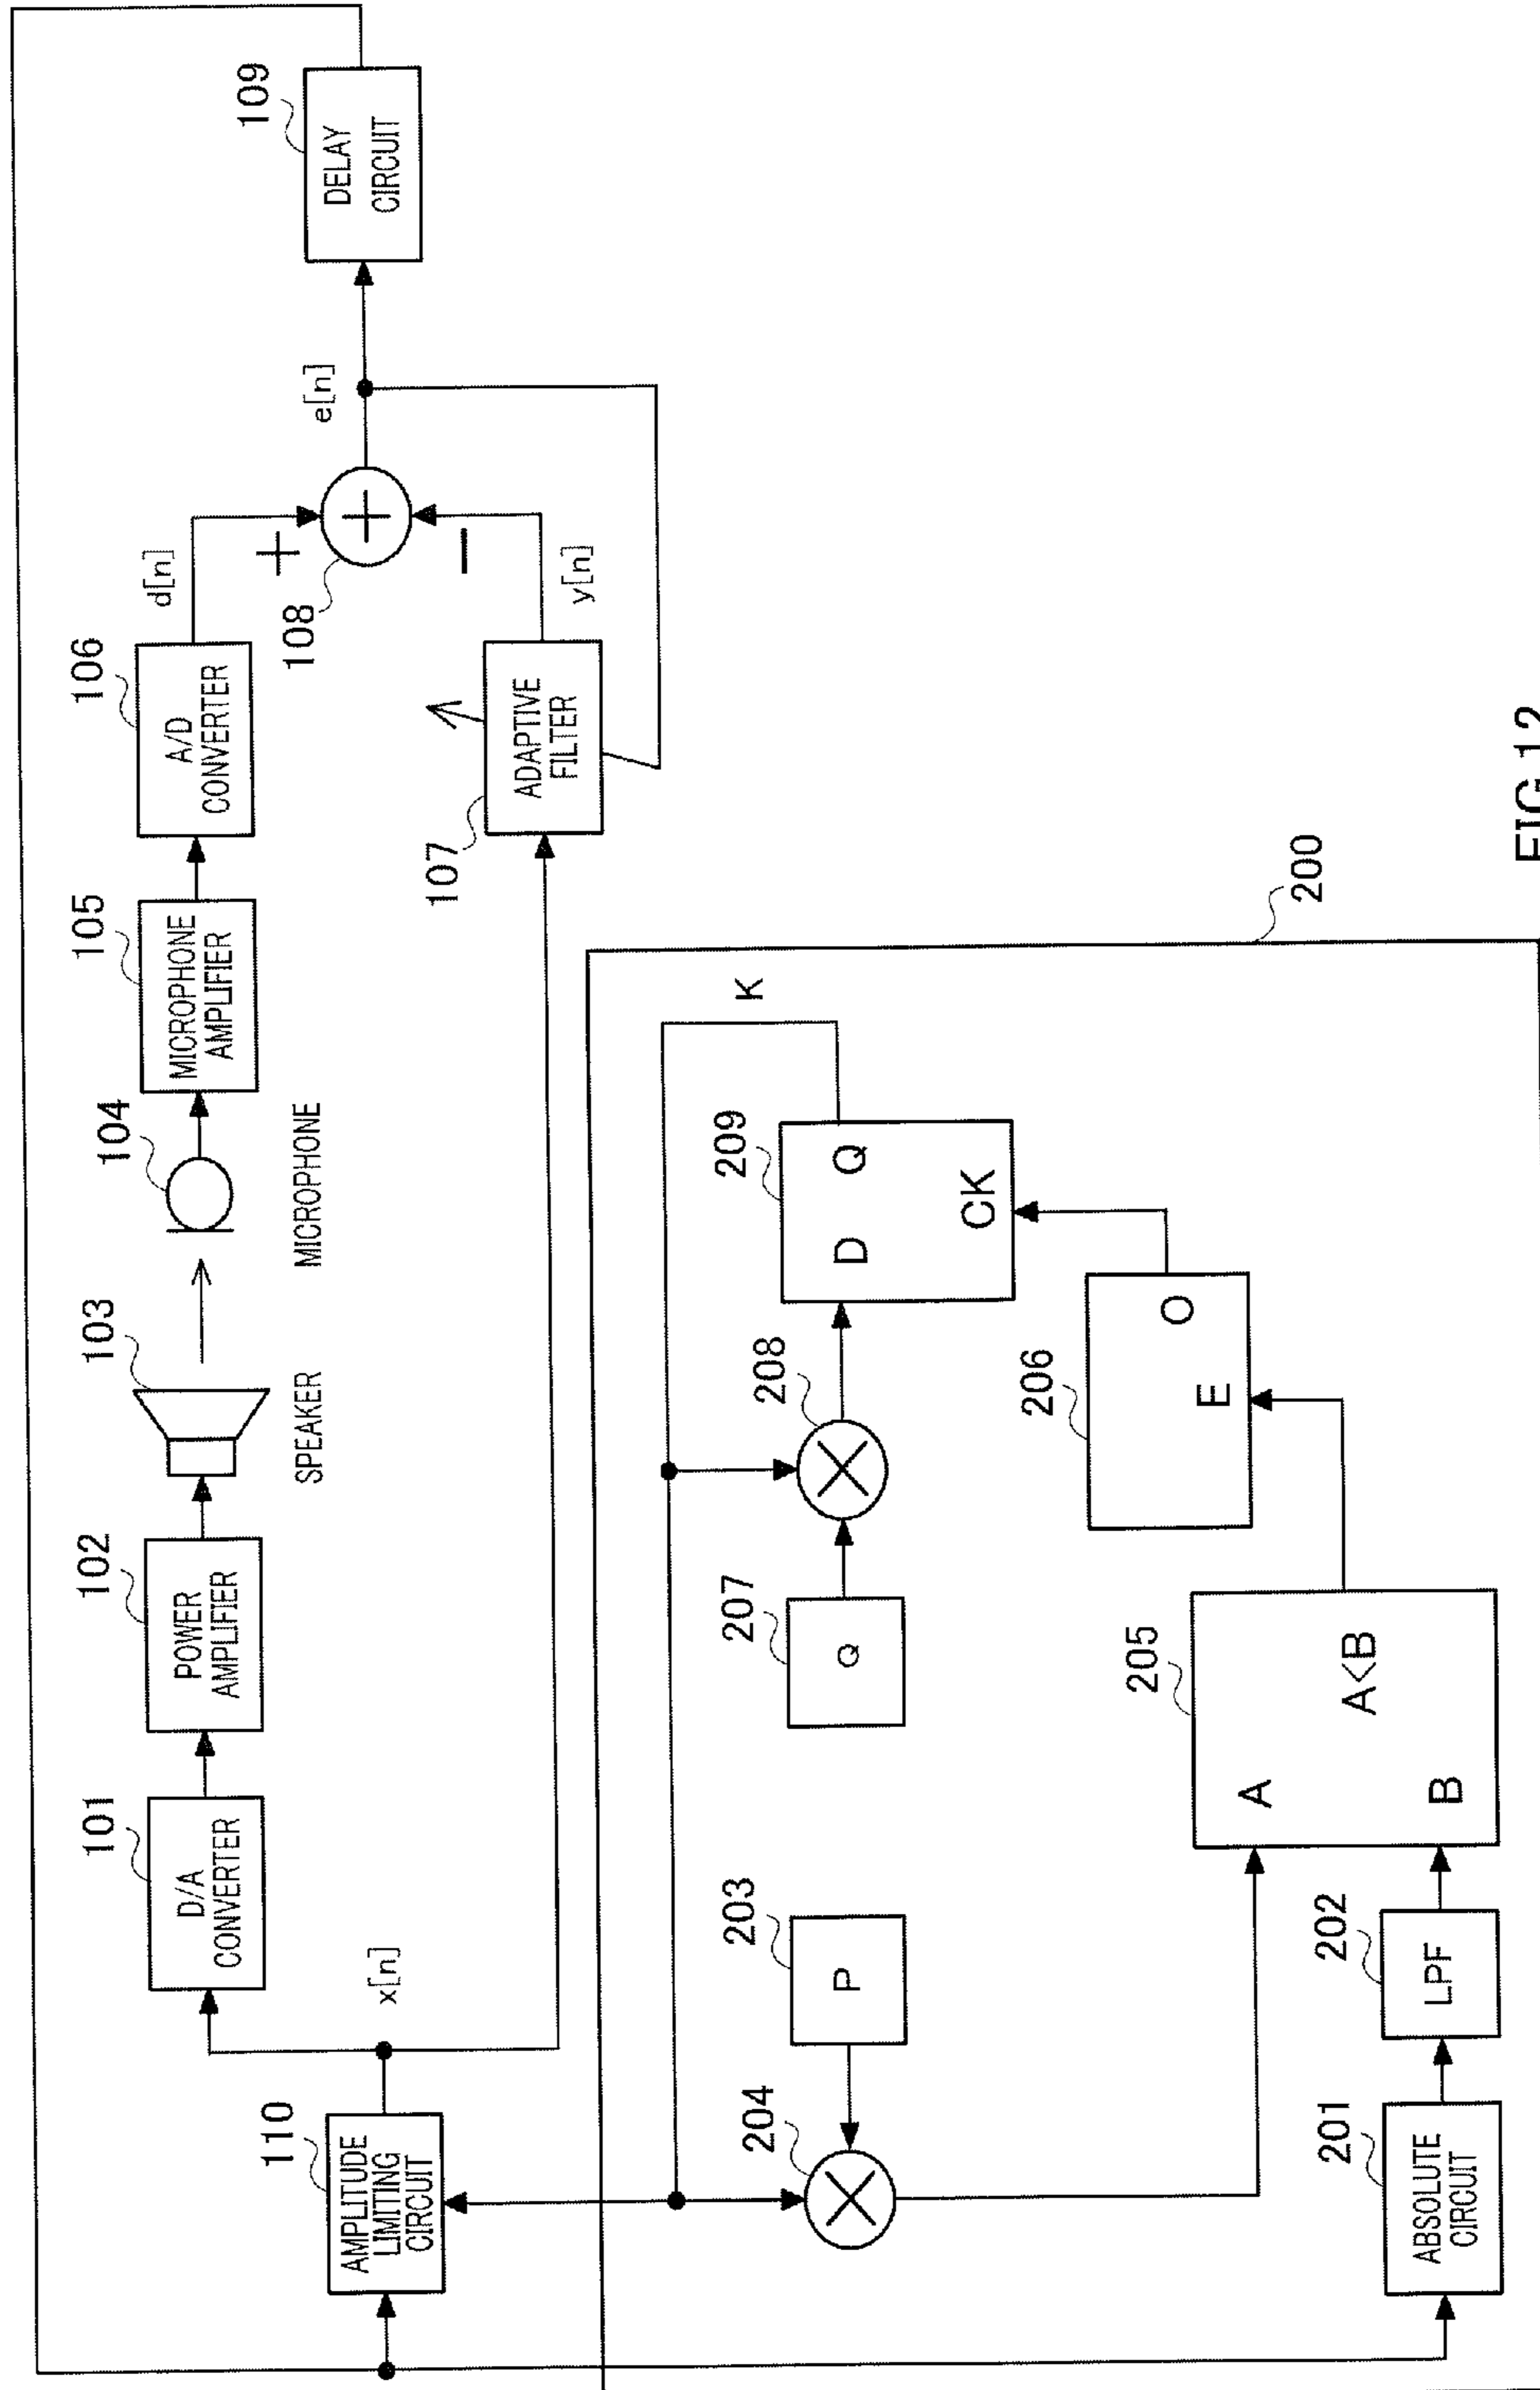 109
DELAY
CIRCUIT
e[n]
d[n]
+
+
108
−
y[n]
106
A/D
CONVERTER
107
ADAPTIVE
FILTER
105
MICROPHONE
AMPLIFIER
104
MICROPHONE
103
SPEAKER
102
POWER
AMPLIFIER
101
D/A
CONVERTER
x[n]
110
AMPLITUDE
LIMITING
CIRCUIT
200
K
209
D Q
CK
208
207
Q
206
E
O
205
A
A<B
B
203
P
204
202
LPF
201
ABSOLUTE
CIRCUIT
FIG.12